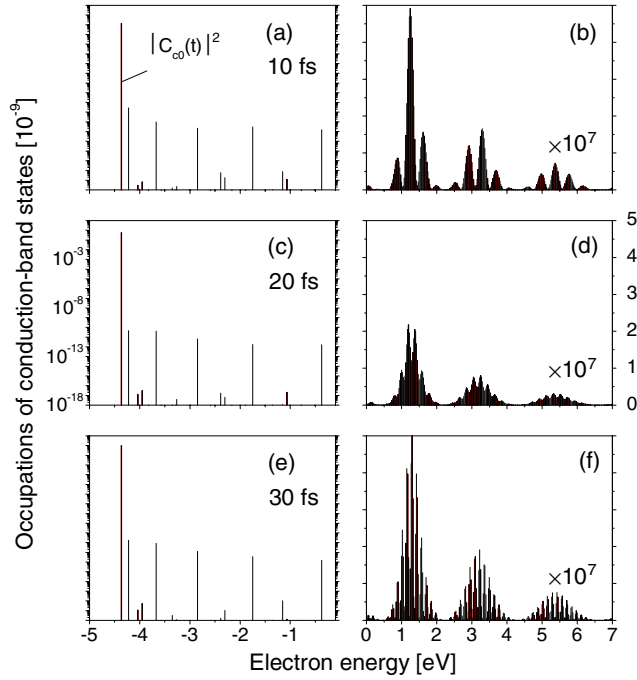 Occupations of conduction-band states [10⁻⁹]
(a)
10 fs
|C_c0(t)|²
(b)
×10⁷
(c)
20 fs
10⁻³
10⁻⁸
10⁻¹³
10⁻¹⁸
(d)
×10⁷
5
4
3
2
1
0
(e)
30 fs
(f)
×10⁷
-5 -4 -3 -2 -1 0 1 2 3 4 5 6 7
Electron energy [eV]